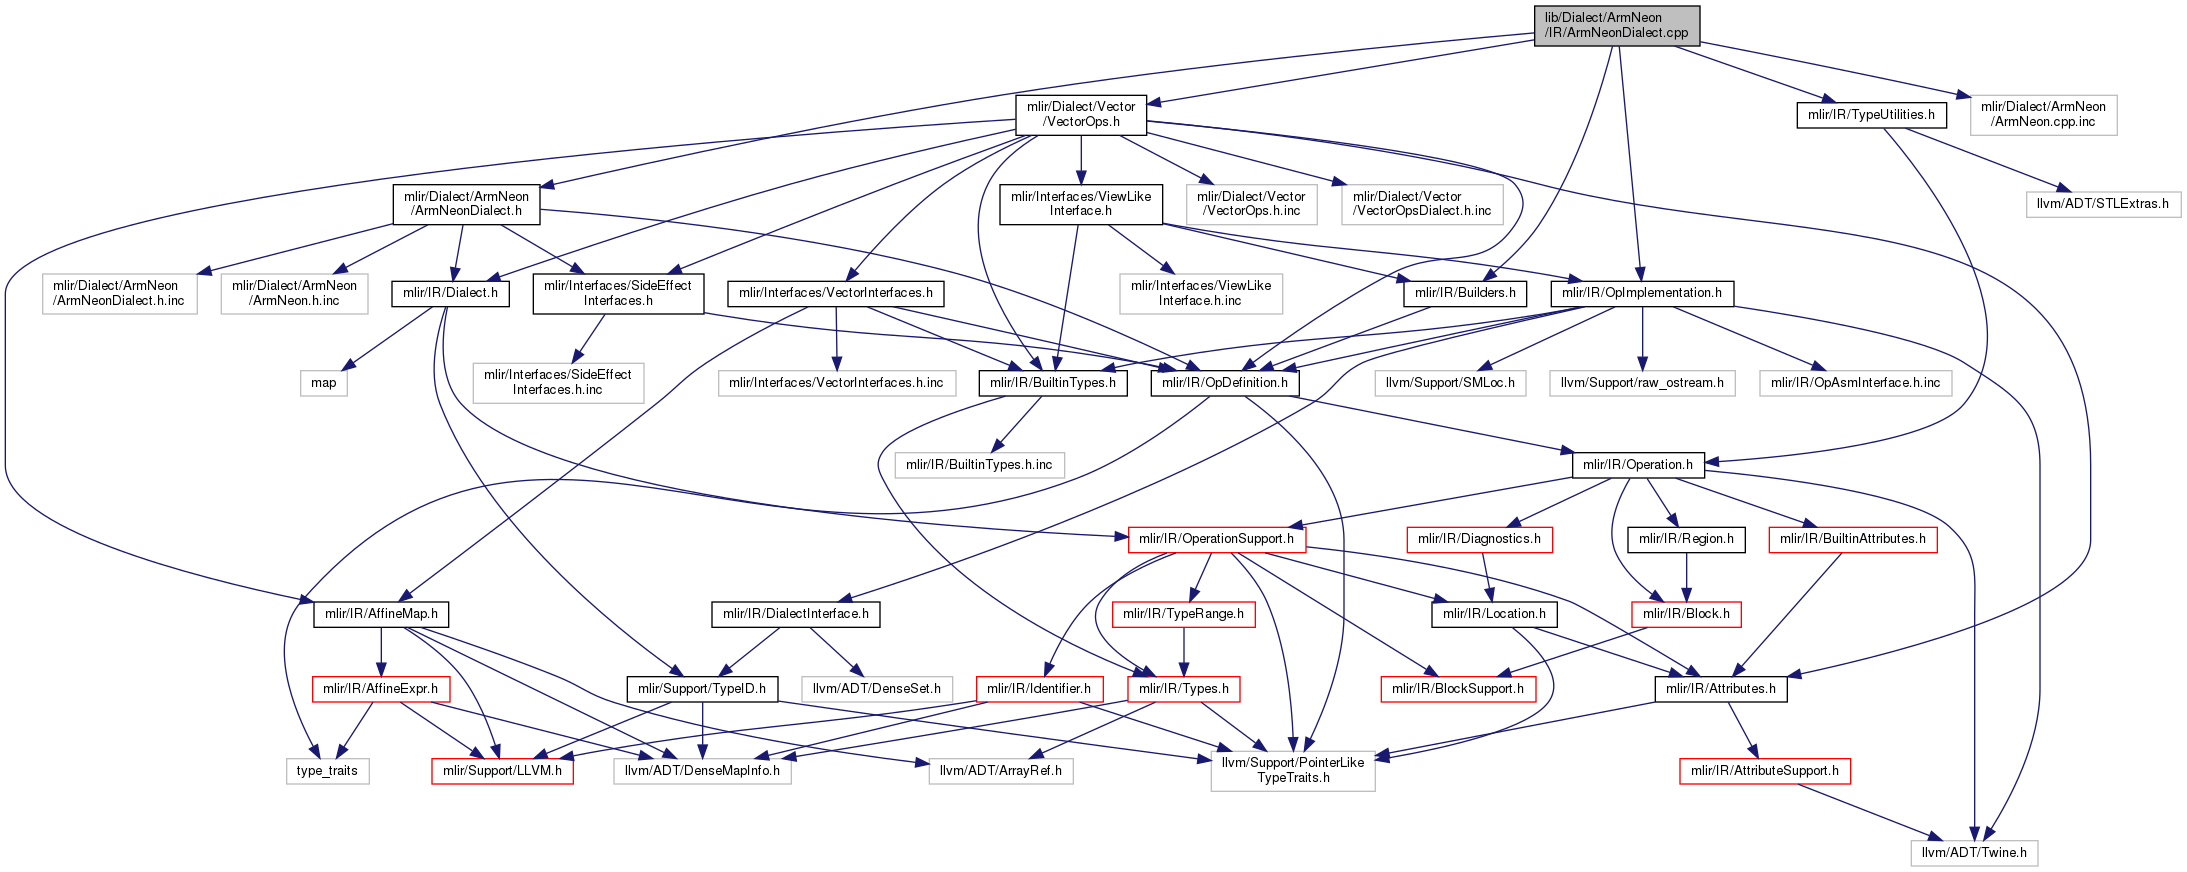 lib/Dialect/ArmNeon
/IR/ArmNeonDialect.cpp
mlir/Dialect/Vector
/VectorOps.h
mlir/IR/TypeUtilities.h
mlir/Dialect/ArmNeon
/ArmNeon.cpp.inc
mlir/Dialect/ArmNeon
/ArmNeonDialect.h
mlir/Interfaces/ViewLike
Interface.h
mlir/Dialect/Vector
/VectorOps.h.inc
mlir/Dialect/Vector
/VectorOpsDialect.h.inc
llvm/ADT/STLExtras.h
mlir/Dialect/ArmNeon
/ArmNeonDialect.h.inc
mlir/Dialect/ArmNeon
/ArmNeon.h.inc
mlir/IR/Dialect.h
mlir/Interfaces/SideEffect
Interfaces.h
mlir/Interfaces/VectorInterfaces.h
mlir/Interfaces/ViewLike
Interface.h.inc
mlir/IR/Builders.h
mlir/IR/OpImplementation.h
map
mlir/Interfaces/SideEffect
Interfaces.h.inc
mlir/Interfaces/VectorInterfaces.h.inc
mlir/IR/BuiltinTypes.h
mlir/IR/OpDefinition.h
llvm/Support/SMLoc.h
llvm/Support/raw_ostream.h
mlir/IR/OpAsmInterface.h.inc
mlir/IR/BuiltinTypes.h.inc
mlir/IR/Operation.h
mlir/IR/OperationSupport.h
mlir/IR/Diagnostics.h
mlir/IR/Region.h
mlir/IR/BuiltinAttributes.h
mlir/IR/AffineMap.h
mlir/IR/DialectInterface.h
mlir/IR/TypeRange.h
mlir/IR/Location.h
mlir/IR/Block.h
mlir/IR/AffineExpr.h
mlir/Support/TypeID.h
llvm/ADT/DenseSet.h
mlir/IR/Identifier.h
mlir/IR/Types.h
mlir/IR/BlockSupport.h
mlir/IR/Attributes.h
type_traits
mlir/Support/LLVM.h
llvm/ADT/DenseMapInfo.h
llvm/ADT/ArrayRef.h
llvm/Support/PointerLike
TypeTraits.h
mlir/IR/AttributeSupport.h
llvm/ADT/Twine.h